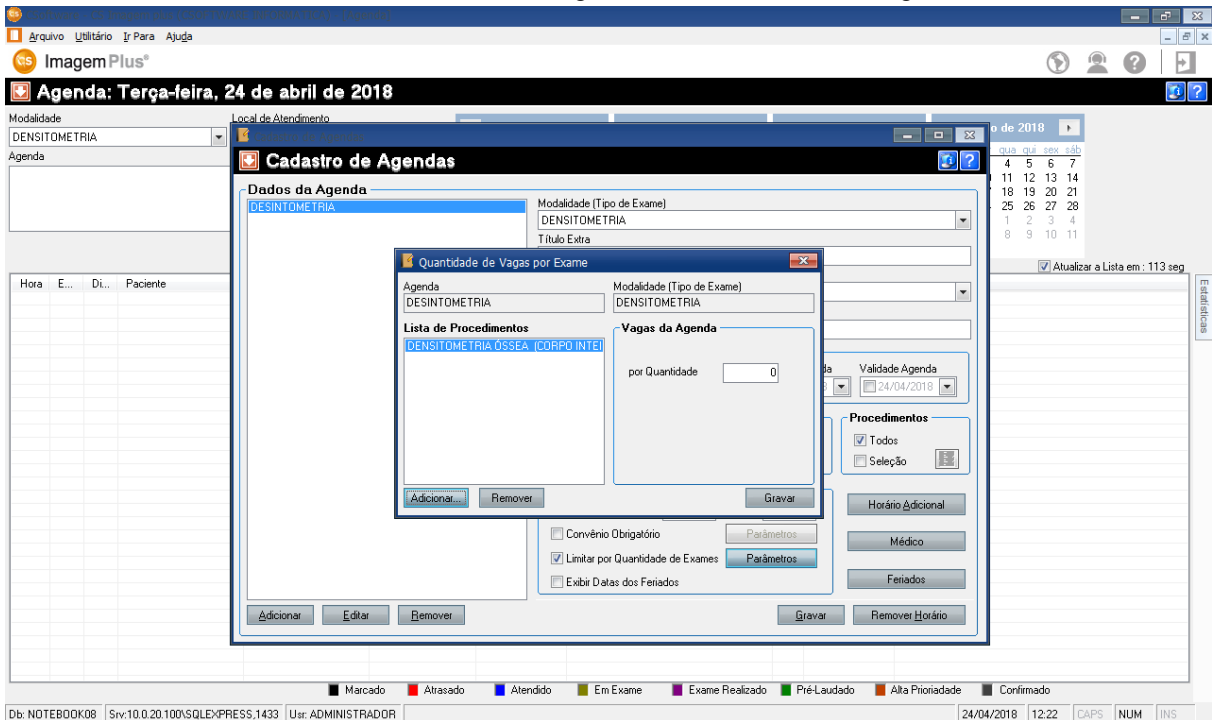 Arquivo Utilitário Ir Para Ajuda
GS ImagemPlus®
Agenda: Terça-feira, 24 de abril de 2018
Modalidade
Local de Atendimento
DENSITOMETRIA
Agenda
o de 2018
qua qui sex sáb
4 5 6 7
11 12 13 14
18 19 20 21
25 26 27 28
1 2 3 4
8 9 10 11
Atualizar a Lista em : 113 seg
Hora E... Di... Paciente
Estatísticas
Cadastro de Agendas
Dados da Agenda
DESINTOMETRIA
Modalidade (Tipo de Exame)
DENSITOMETRIA
Título Extra
Validade Agenda
24/04/2018
Procedimentos
Todos
Seleção
Horário Adicional
Médico
Feriados
Convênio Obrigatório Parâmetros
Limitar por Quantidade de Exames Parâmetros
Exibir Datas dos Feriados
Adicionar Editar Remover Gravar Remover Horário
Quantidade de Vagas por Exame
Agenda Modalidade (Tipo de Exame)
DESINTOMETRIA DENSITOMETRIA
Lista de Procedimentos Vagas da Agenda
DENSITOMETRIA ÓSSEA (CORPO INTEI
por Quantidade 0
Adicionar... Remover Gravar
Marcado Atrasado Atendido Em Exame Exame Realizado Pré-Laudado Alta Prioriadade Confirmado
Db: NOTEBOOK08 Srv:10.0.20.100\SQLEXPRESS,1433 Usr: ADMINISTRADOR 24/04/2018 12:22 CAPS NUM INS